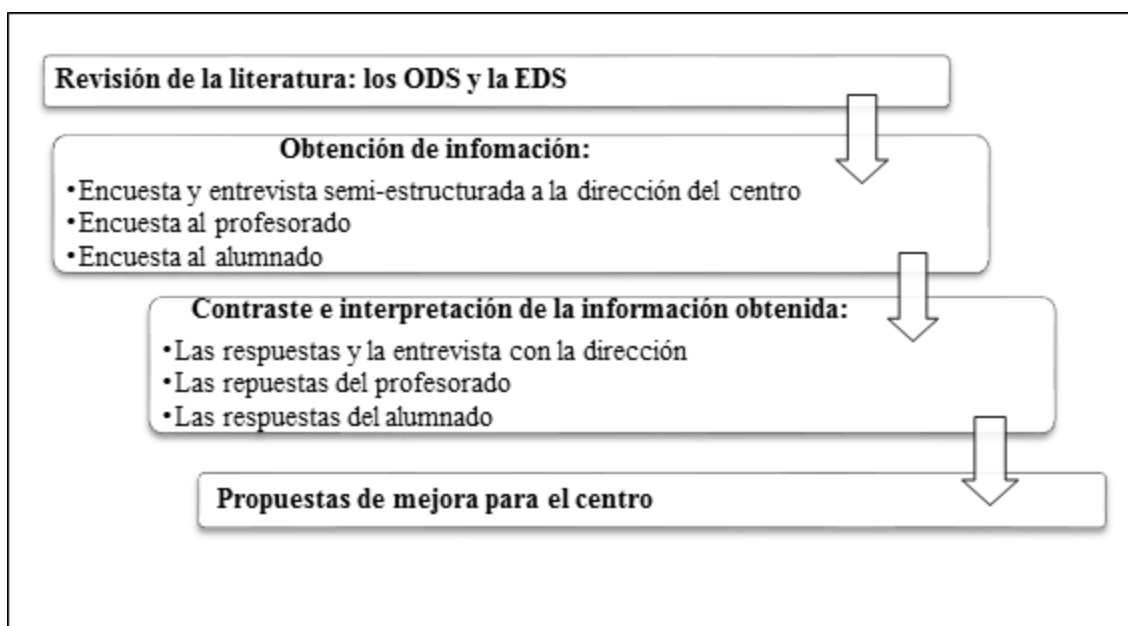 Revisión de la literatura: los ODS y la EDS
Obtención de infomación:
•Encuesta y entrevista semi-estructurada a la dirección del centro
•Encuesta al profesorado
•Encuesta al alumnado
Contraste e interpretación de la información obtenida:
•Las respuestas y la entrevista con la dirección
•Las repuestas del profesorado
•Las respuestas del alumnado
Propuestas de mejora para el centro